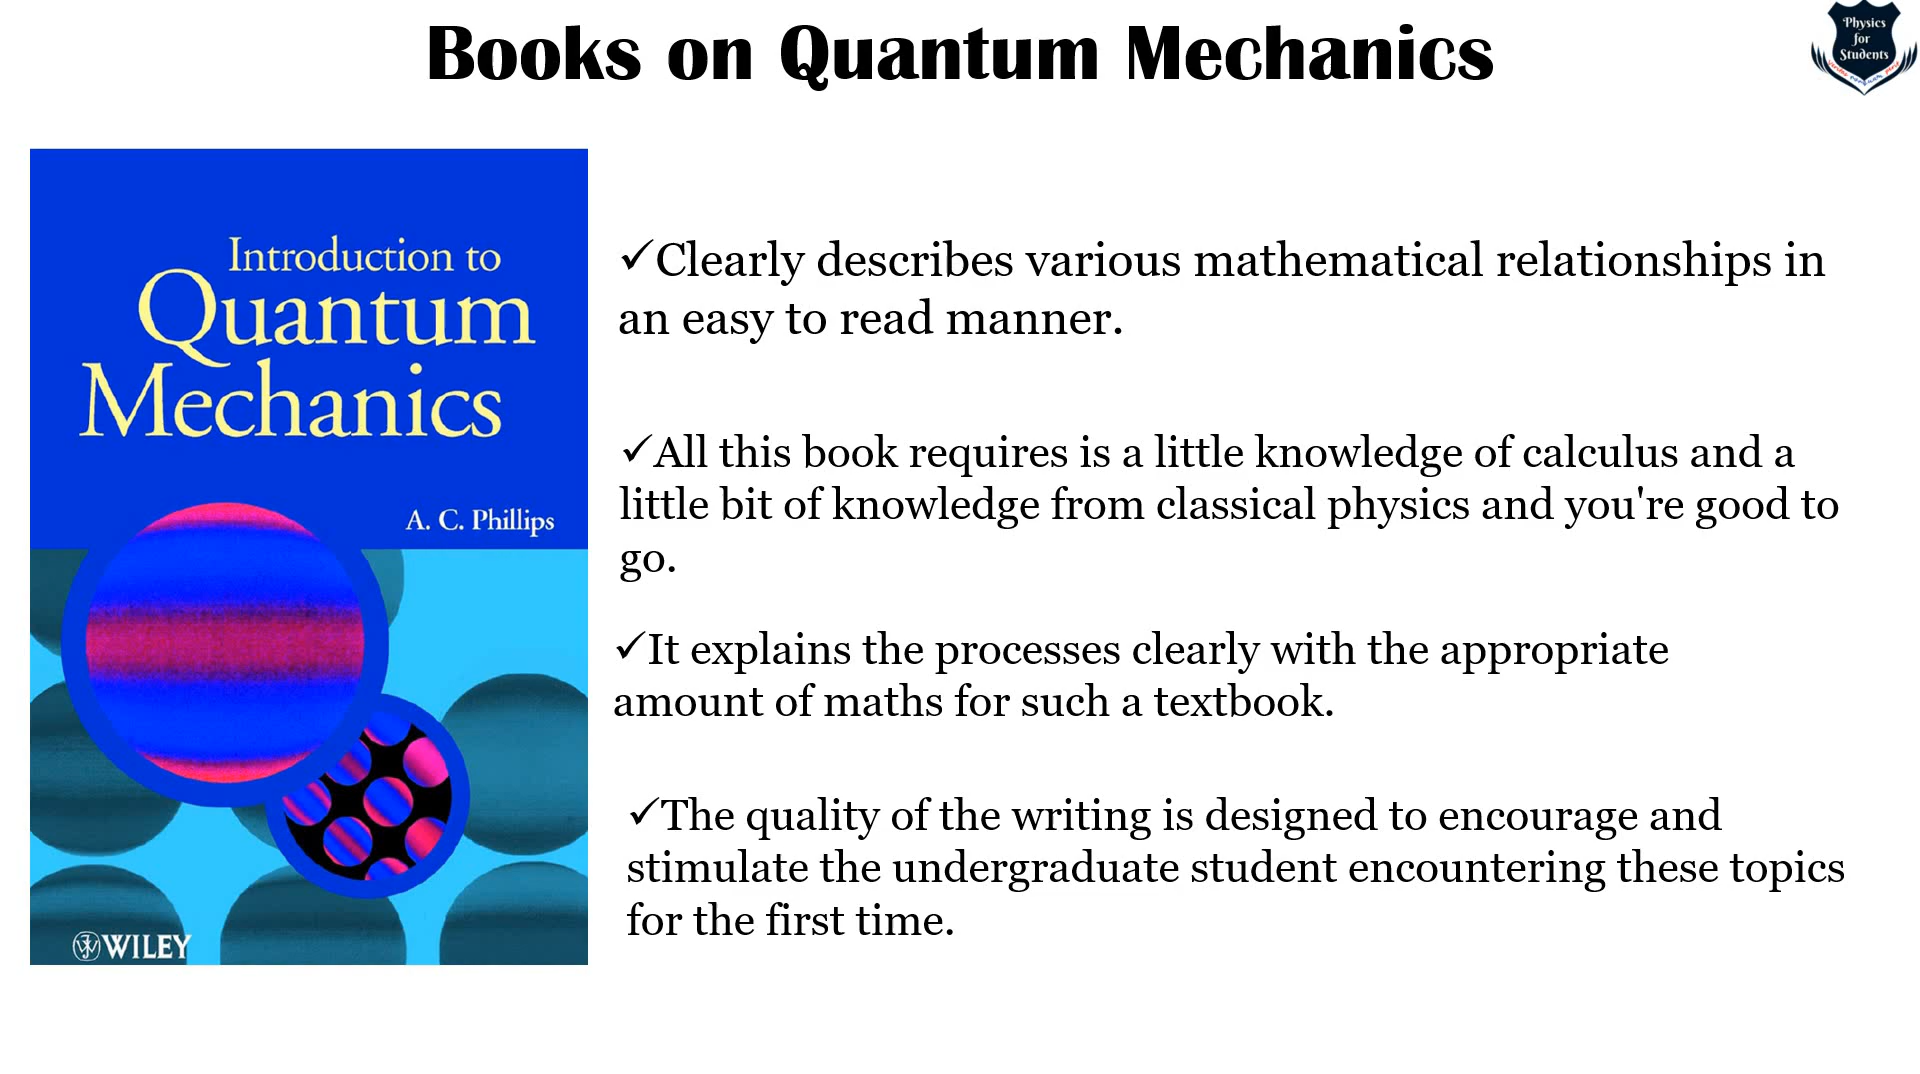 Books on Quantum Mechanics
Physics
for
Students
Introduction to
Quantum
Mechanics
A. C. Phillips
WILEY
✓Clearly describes various mathematical relationships in
an easy to read manner.
✓All this book requires is a little knowledge of calculus and a
little bit of knowledge from classical physics and you're good to
go.
✓It explains the processes clearly with the appropriate
amount of maths for such a textbook.
✓The quality of the writing is designed to encourage and
stimulate the undergraduate student encountering these topics
for the first time.